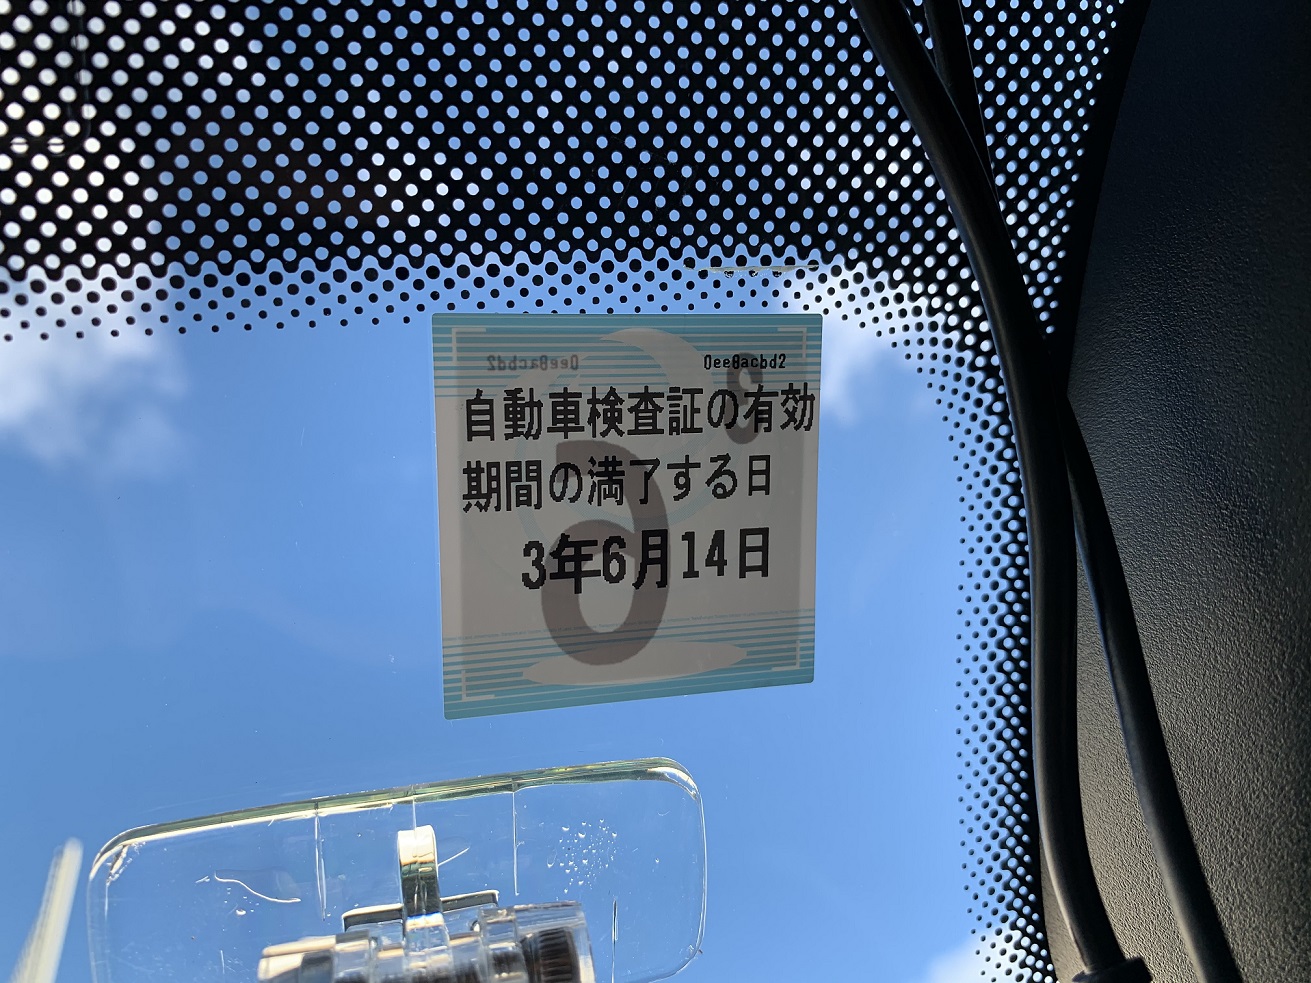 0ee8acbd2
自動車検査証の有効
期間の満了する日
3年6月14日
6